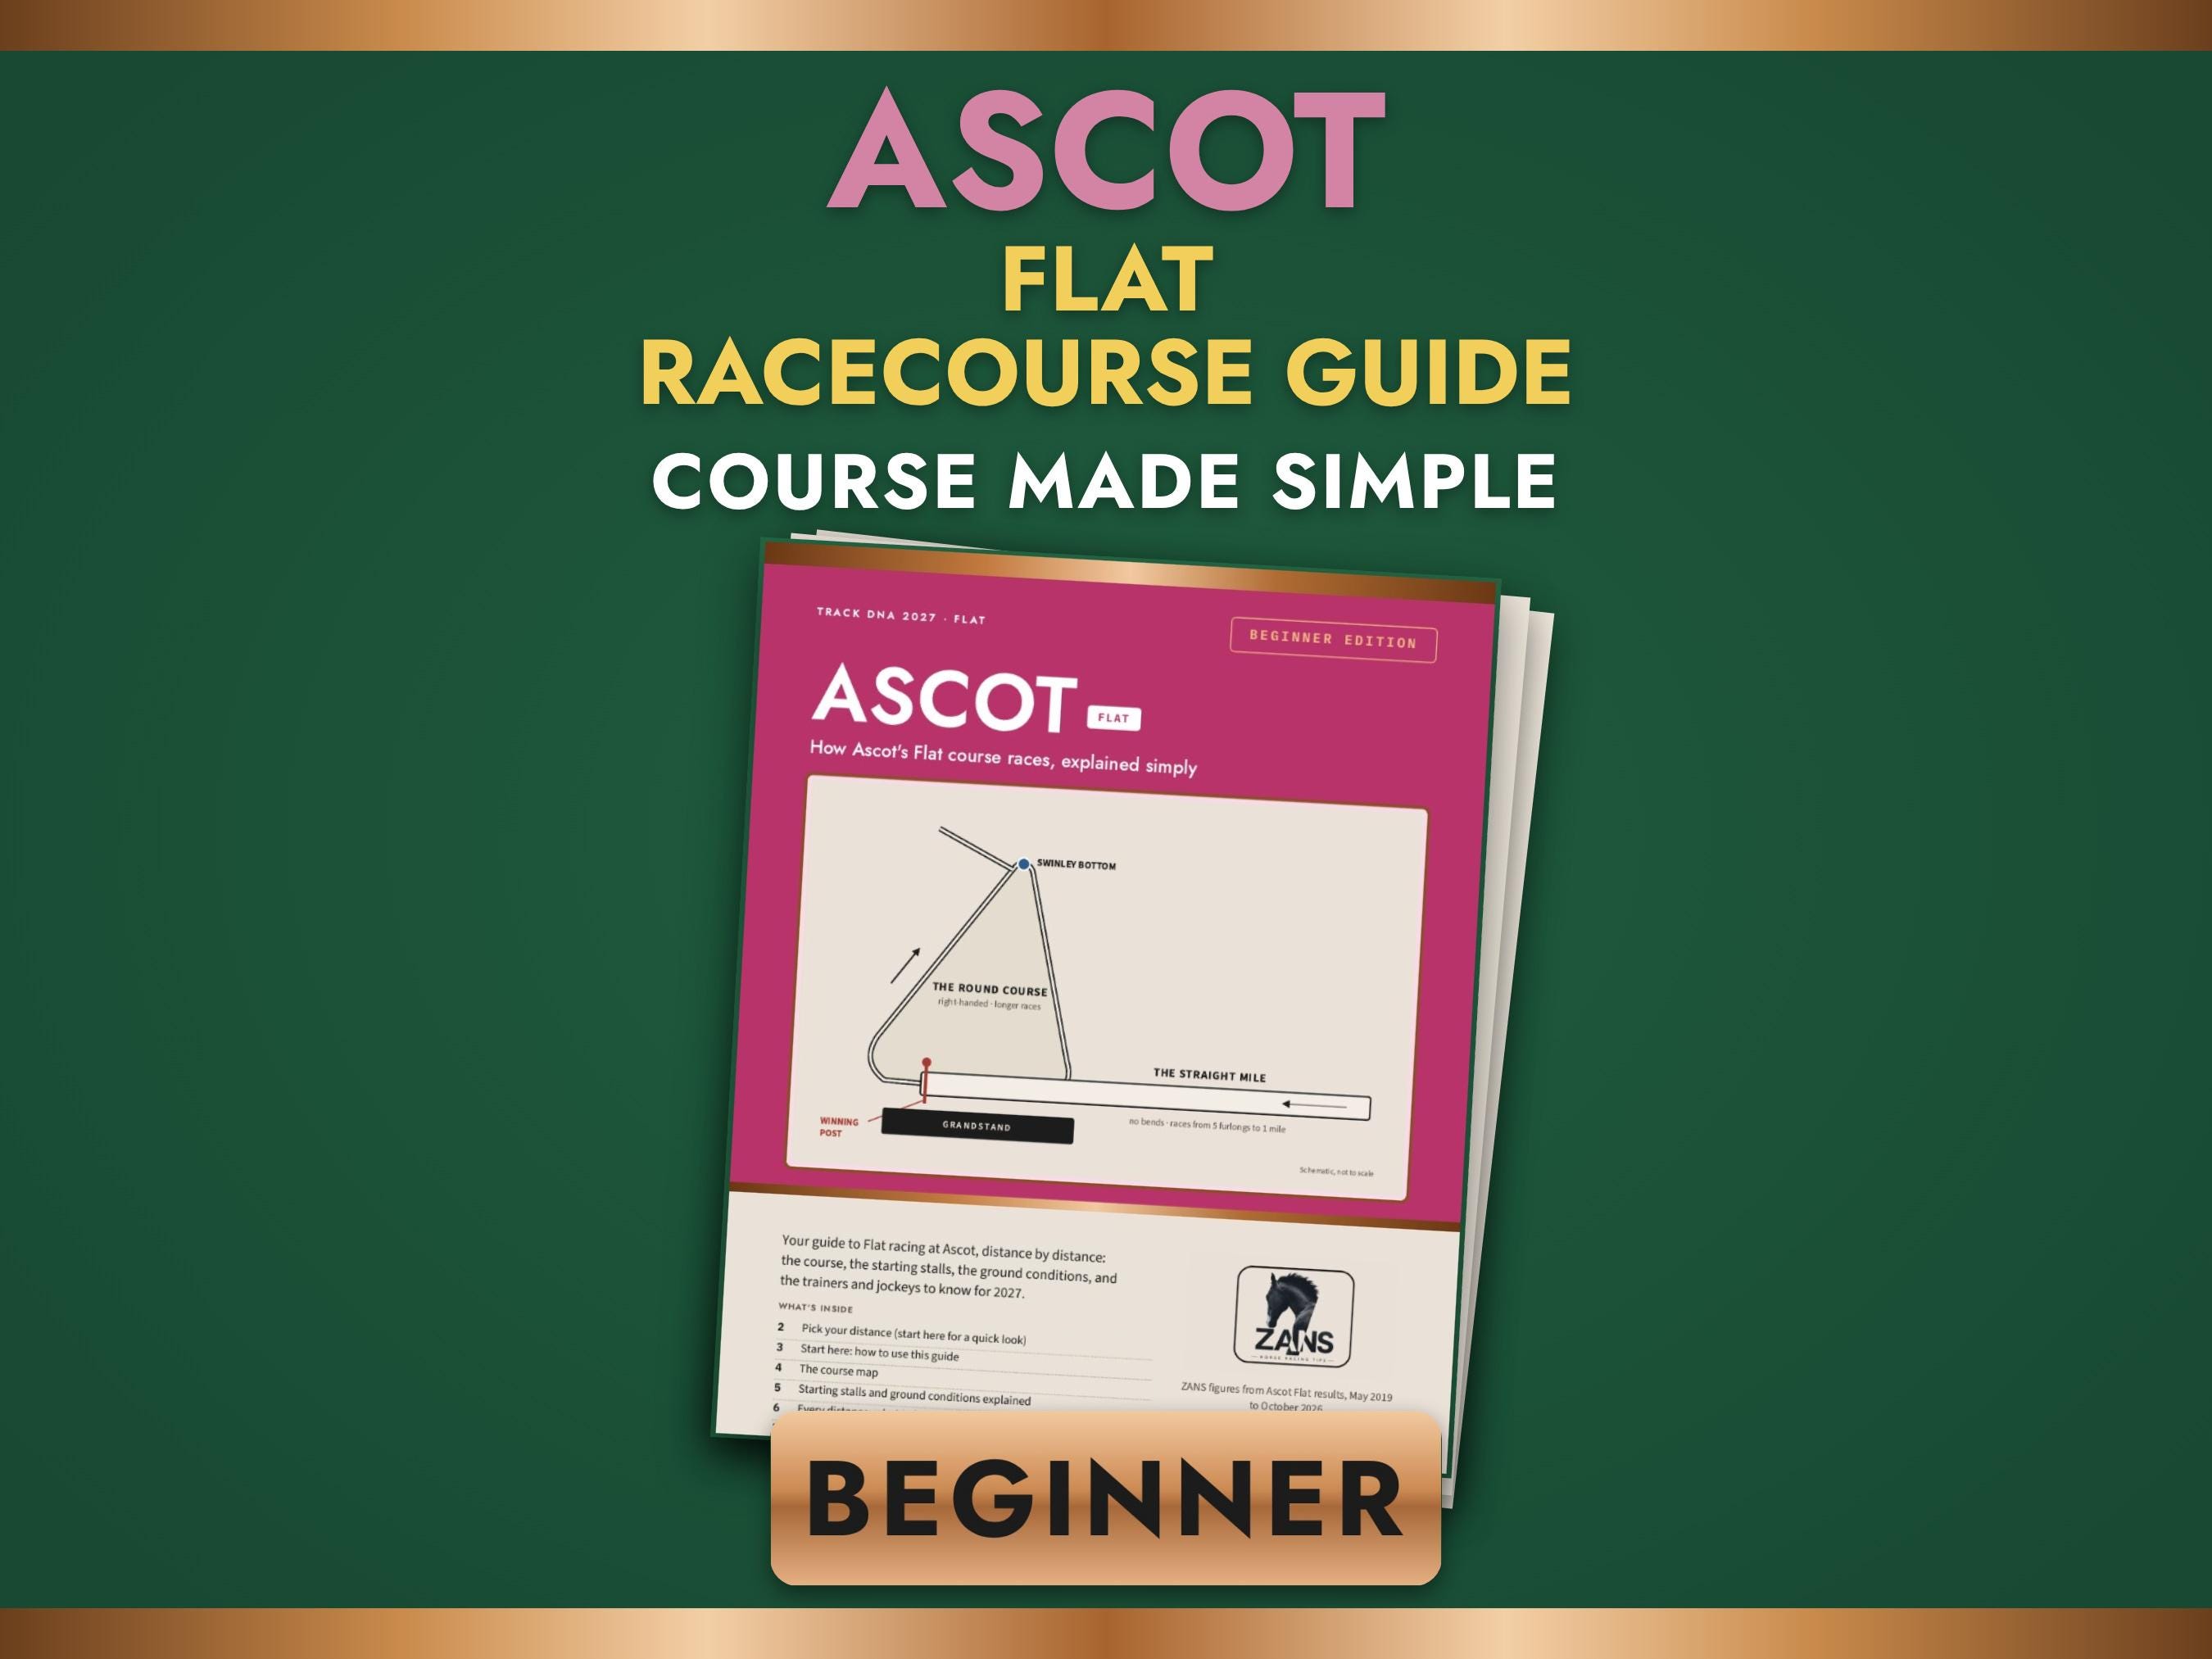 ASCOT
FLAT
RACECOURSE GUIDE
COURSE MADE SIMPLE
TRACK DNA 2027 · FLAT
BEGINNER EDITION
ASCOT FLAT
How Ascot's Flat course races, explained simply
SWINLEY BOTTOM
THE ROUND COURSE
right-handed · longer races
THE STRAIGHT MILE
WINNING
POST
GRANDSTAND
no bends · races from 5 furlongs to 1 mile
Schematic, not to scale
Your guide to Flat racing at Ascot, distance by distance:
the course, the starting stalls, the ground conditions, and
the trainers and jockeys to know for 2027.
WHAT'S INSIDE
2 Pick your distance (start here for a quick look)
3 Start here: how to use this guide
4 The course map
5 Starting stalls and ground conditions explained
6 Every
ZANS
HORSE RACING TIPS
ZANS figures from Ascot Flat results, May 2019
to October 2026
BEGINNER